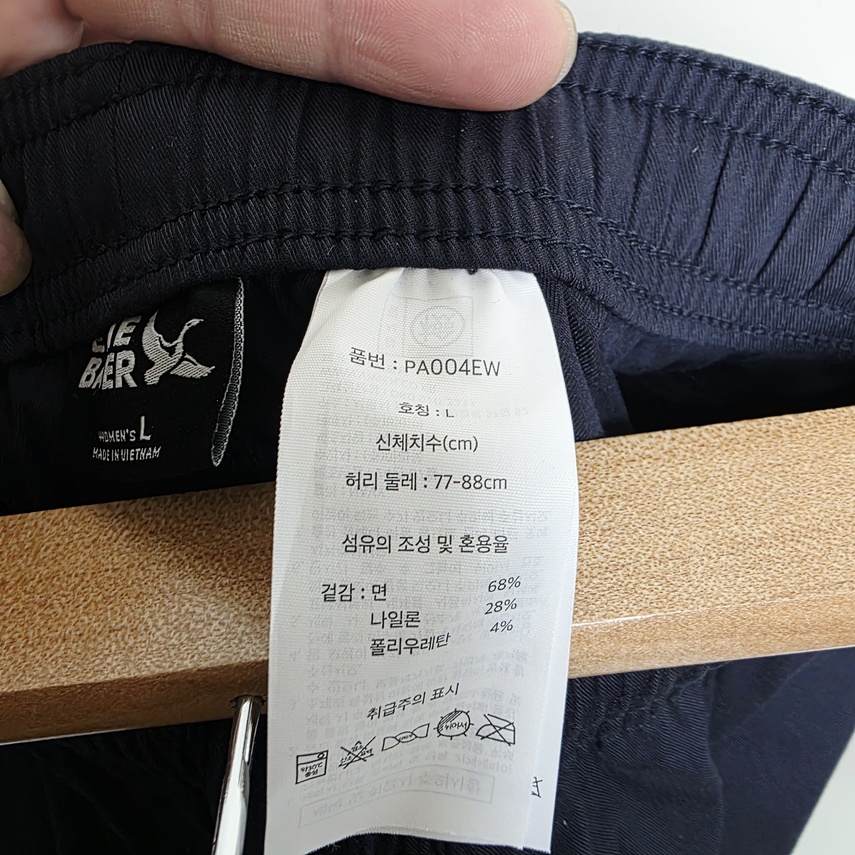 WOMEN'S L
MADE IN VIETNAM
품번 : PA004EW
호칭 : L
신체치수(cm)
허리 둘레 : 77-88cm
섬유의 조성 및 혼용율
겉감 : 면 68%
나일론 28%
폴리우레탄 4%
취급주의 표시